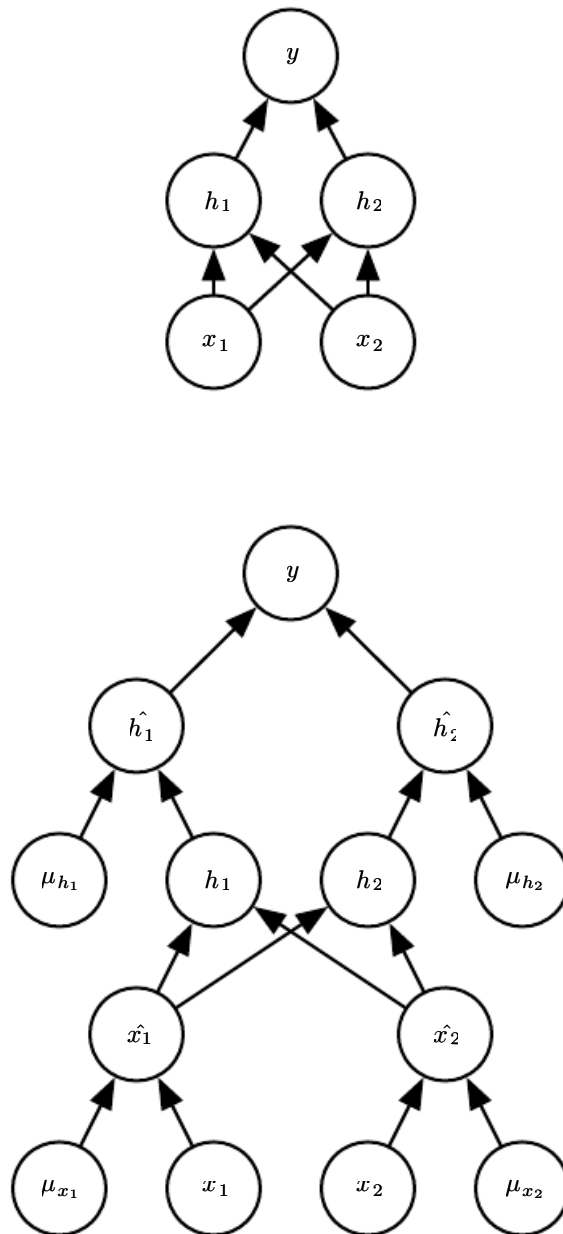 y
h₁ h₂
x₁ x₂
y
ĥ₁ ĥ₂
μ_{h₁} h₁ h₂ μ_{h₂}
x̂₁ x̂₂
μ_{x₁} x₁ x₂ μ_{x₂}